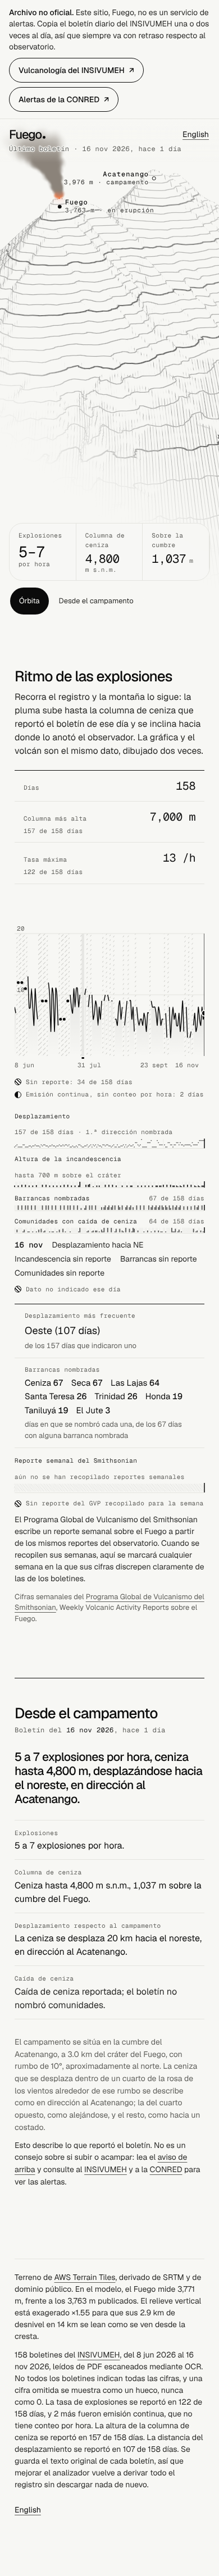 Archivo no oficial. Este sitio, Fuego, no es un servicio de
alertas. Copia el boletín diario del INSIVUMEH una o dos
veces al día, así que siempre va con retraso respecto al
observatorio.
Vulcanología del INSIVUMEH ↗
Alertas de la CONRED ↗
Fuego.
English
Último boletín · 16 nov 2026, hace 1 día
Acatenango
3,976 m · campamento
Fuego
3,763 m · en erupción
Explosiones
5–7
por hora
Columna de
ceniza
4,800
m s.n.m.
Sobre la
cumbre
1,037 m
Órbita
Desde el campamento
Ritmo de las explosiones
Recorra el registro y la montaña lo sigue: la
pluma sube hasta la columna de ceniza que
reportó el boletín de ese día y se inclina hacia
donde lo anotó el observador. La gráfica y el
volcán son el mismo dato, dibujado dos veces.
Días
158
Columna más alta
7,000 m
157 de 158 días
Tasa máxima
13 /h
122 de 158 días
20
10
8 jun
31 jul
23 sept
16 nov
Sin reporte: 34 de 158 días
Emisión continua, sin conteo por hora: 2 días
Desplazamiento
157 de 158 días · 1.ª dirección nombrada
Altura de la incandescencia
hasta 700 m sobre el cráter
Barrancas nombradas
67 de 158 días
Comunidades con caída de ceniza
64 de 158 días
16 nov Desplazamiento hacia NE
Incandescencia sin reporte Barrancas sin reporte
Comunidades sin reporte
Dato no indicado ese día
Desplazamiento más frecuente
Oeste (107 días)
de los 157 días que indicaron uno
Barrancas nombradas
Ceniza 67 Seca 67 Las Lajas 64
Santa Teresa 26 Trinidad 26 Honda 19
Taniluyá 19 El Jute 3
días en que se nombró cada una, de los 67 días
con alguna barranca nombrada
Reporte semanal del Smithsonian
aún no se han recopilado reportes semanales
Sin reporte del GVP recopilado para la semana
El Programa Global de Vulcanismo del Smithsonian
escribe un reporte semanal sobre el Fuego a partir
de los mismos reportes del observatorio. Cuando se
recopilen sus semanas, aquí se marcará cualquier
semana en la que sus cifras discrepen claramente de
las de los boletines.
Cifras semanales del Programa Global de Vulcanismo del
Smithsonian, Weekly Volcanic Activity Reports sobre el
Fuego.
Desde el campamento
Boletín del 16 nov 2026, hace 1 día
5 a 7 explosiones por hora, ceniza
hasta 4,800 m, desplazándose hacia
el noreste, en dirección al
Acatenango.
Explosiones
5 a 7 explosiones por hora.
Columna de ceniza
Ceniza hasta 4,800 m s.n.m., 1,037 m sobre la
cumbre del Fuego.
Desplazamiento respecto al campamento
La ceniza se desplaza 20 km hacia el noreste,
en dirección al Acatenango.
Caída de ceniza
Caída de ceniza reportada; el boletín no
nombró comunidades.
El campamento se sitúa en la cumbre del
Acatenango, a 3.0 km del cráter del Fuego, con
rumbo de 10°, aproximadamente al norte. La ceniza
que se desplaza dentro de un cuarto de la rosa de
los vientos alrededor de ese rumbo se describe
como en dirección al Acatenango; la del cuarto
opuesto, como alejándose, y el resto, como hacia un
costado.
Esto describe lo que reportó el boletín. No es un
consejo sobre si subir o acampar: lea el aviso de
arriba y consulte al INSIVUMEH y a la CONRED para
ver las alertas.
Terreno de AWS Terrain Tiles, derivado de SRTM y de
dominio público. En el modelo, el Fuego mide 3,771
m, frente a los 3,763 m publicados. El relieve vertical
está exagerado ×1.55 para que sus 2.9 km de
desnivel en 14 km se lean como se ven desde la
cresta.
158 boletines del INSIVUMEH, del 8 jun 2026 al 16
nov 2026, leídos de PDF escaneados mediante OCR.
No todos los boletines indican todas las cifras, y una
cifra omitida se muestra como un hueco, nunca
como 0. La tasa de explosiones se reportó en 122 de
158 días, y 2 más fueron emisión continua, que no
tiene conteo por hora. La altura de la columna de
ceniza se reportó en 157 de 158 días. La distancia del
desplazamiento se reportó en 107 de 158 días. Se
guarda el texto original de cada boletín, así que
mejorar el analizador vuelve a derivar todo el
registro sin descargar nada de nuevo.
English